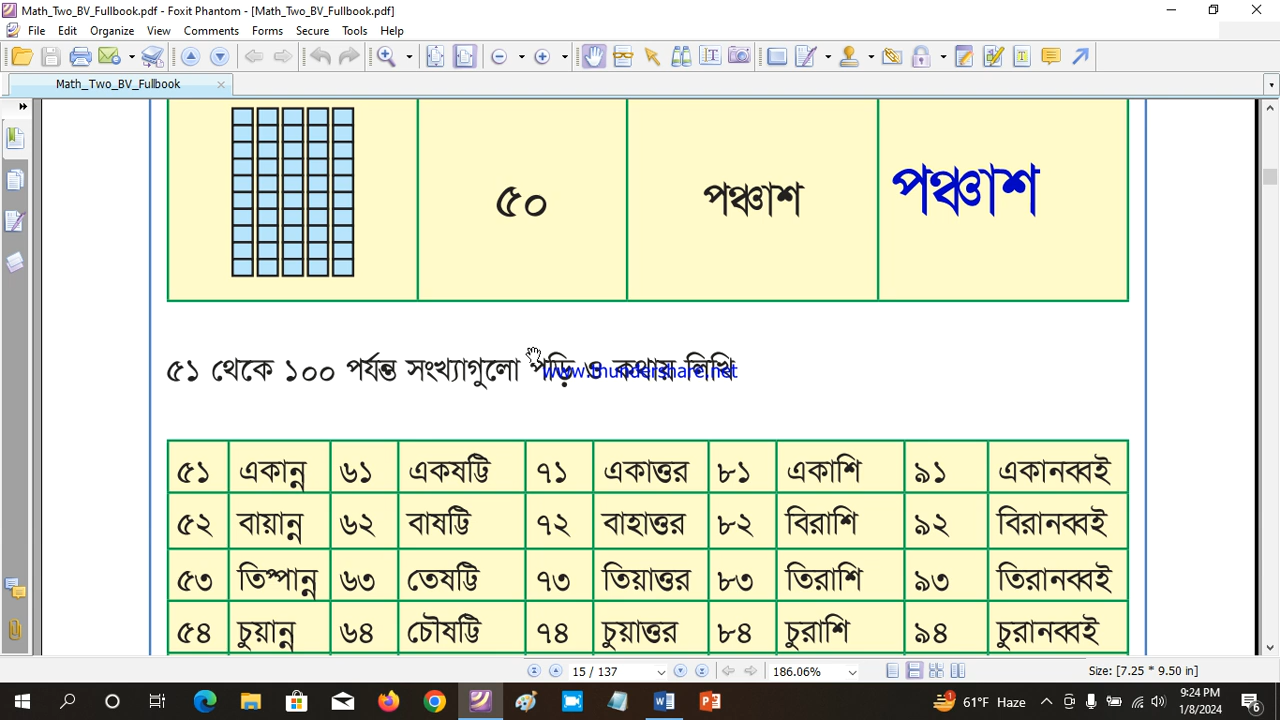 Math_Two_BV_Fullbook.pdf - Foxit Phantom - [Math_Two_BV_Fullbook.pdf]
File Edit Organize View Comments Forms Secure Tools Help
Math_Two_BV_Fullbook
৫০ পঞ্চাশ পঞ্চাশ
৫১ থেকে ১০০ পর্যন্ত সংখ্যাগুলো পড়ি ও কথায় লিখি
www.thundershare.net
৫১ একান্ন ৬১ একষট্টি ৭১ একাত্তর ৮১ একাশি ৯১ একানব্বই
৫২ বায়ান্ন ৬২ বাষট্টি ৭২ বাহাত্তর ৮২ বিরাশি ৯২ বিরানব্বই
৫৩ তিপ্পান্ন ৬৩ তেষট্টি ৭৩ তিয়াত্তর ৮৩ তিরাশি ৯৩ তিরানব্বই
৫৪ চুয়ান্ন ৬৪ চৌষট্টি ৭৪ চুয়াত্তর ৮৪ চুরাশি ৯৪ চুরানব্বই
15 / 137 186.06% Size: [7.25 * 9.50 in]
61°F Haze 9:24 PM
1/8/2024 6